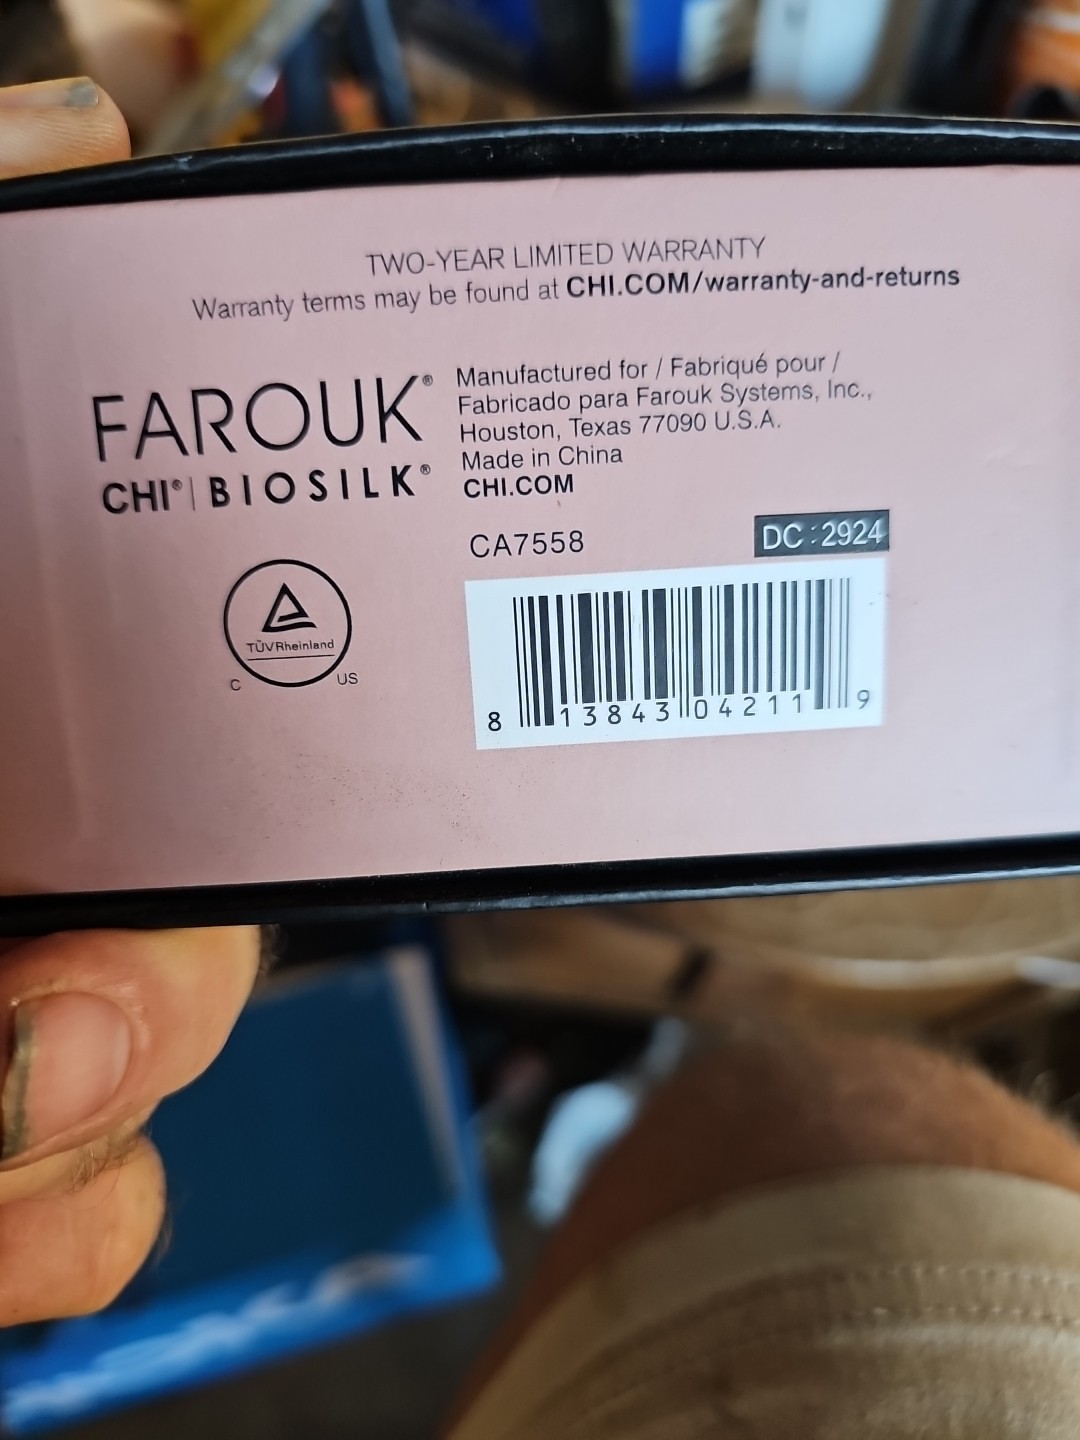 TWO-YEAR LIMITED WARRANTY
Warranty terms may be found at CHI.COM/warranty-and-returns
FAROUK®
CHI® | BIOSILK®
Manufactured for / Fabriqué pour /
Fabricado para Farouk Systems, Inc.,
Houston, Texas 77090 U.S.A.
Made in China
CHI.COM
CA7558
DC : 2924
TÜVRheinland
C US
8 13843 04211 9